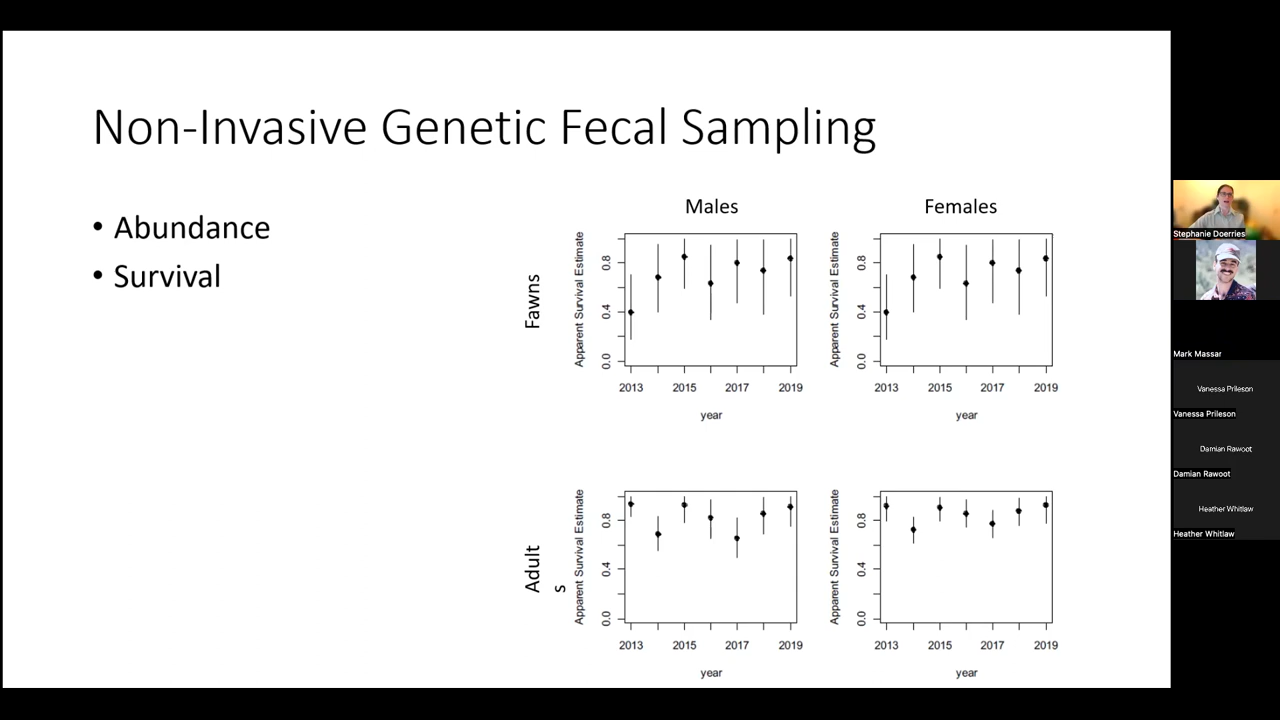 Non-Invasive Genetic Fecal Sampling
• Abundance
• Survival
Males
Females
Fawns
Apparent Survival Estimate
0.8
0.4
0.0
2013
2015
2017
2019
year
Apparent Survival Estimate
0.8
0.4
0.0
2013
2015
2017
2019
year
Adult
s
Apparent Survival Estimate
0.8
0.4
0.0
2013
2015
2017
2019
year
Apparent Survival Estimate
0.8
0.4
0.0
2013
2015
2017
2019
year
Stephanie Doerries
Mark Massar
Vanessa Prileson
Vanessa Prileson
Damian Rawoot
Damian Rawoot
Heather Whitlaw
Heather Whitlaw